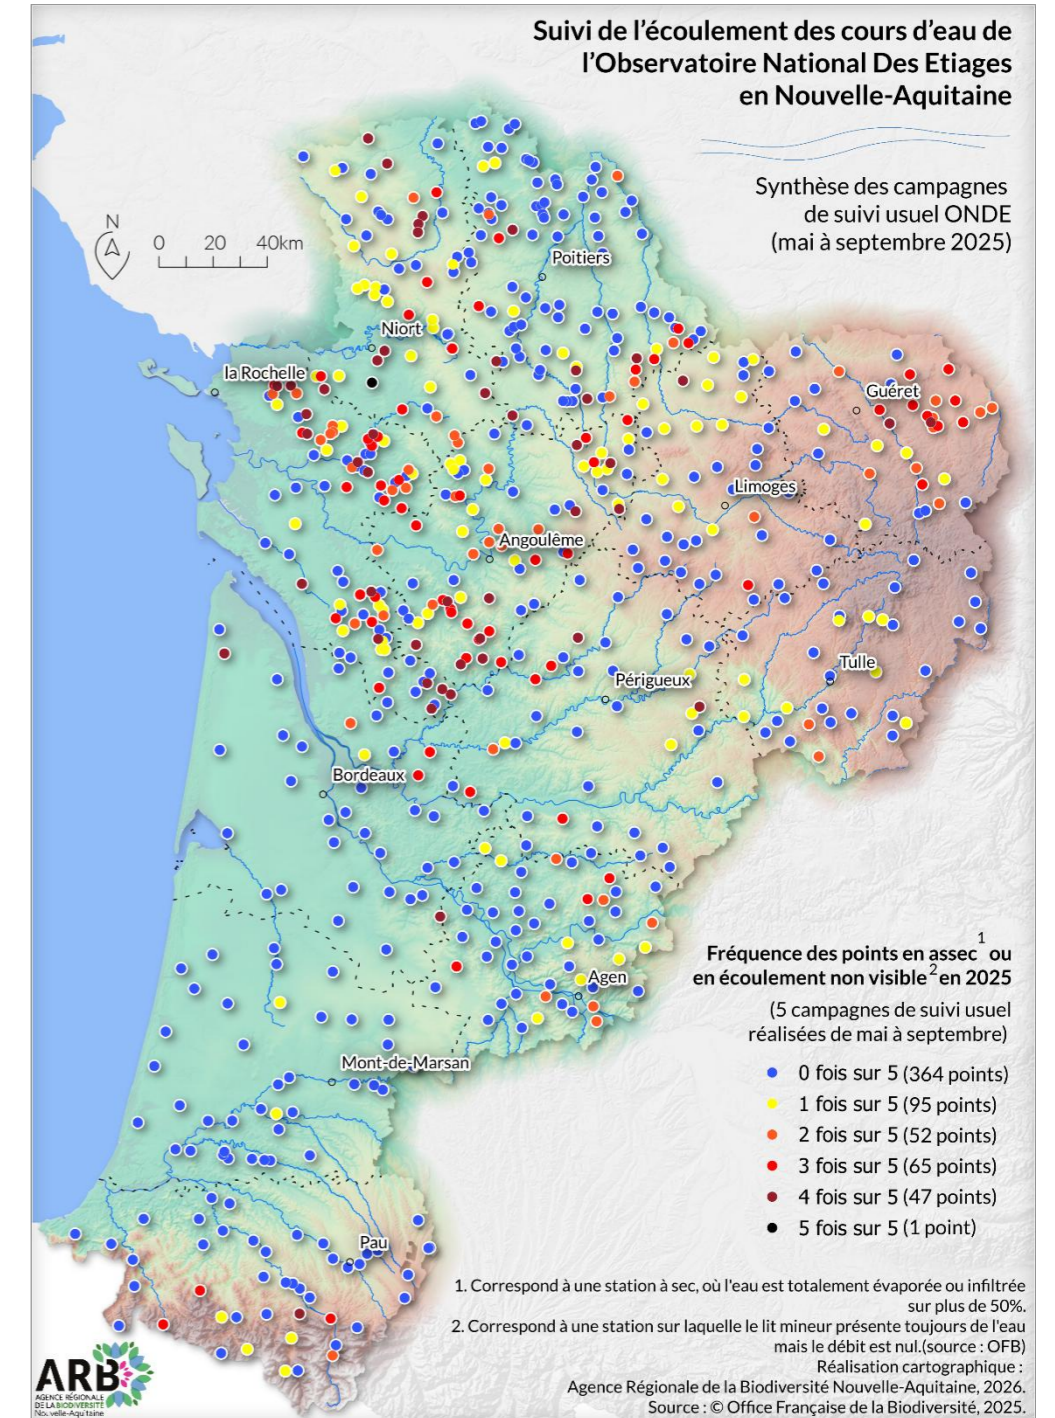 Suivi de l’écoulement des cours d’eau de
l’Observatoire National Des Etiages
en Nouvelle-Aquitaine
Synthèse des campagnes
de suivi usuel ONDE
(mai à septembre 2025)
N
0 20 40km
Poitiers
Niort
la Rochelle
Guéret
Limoges
Angoulême
Tulle
Périgueux
Bordeaux
Agen
Mont-de-Marsan
Pau
Fréquence des points en assec1 ou
en écoulement non visible2 en 2025
(5 campagnes de suivi usuel
réalisées de mai à septembre)
0 fois sur 5 (364 points)
1 fois sur 5 (95 points)
2 fois sur 5 (52 points)
3 fois sur 5 (65 points)
4 fois sur 5 (47 points)
5 fois sur 5 (1 point)
1. Correspond à une station à sec, où l'eau est totalement évaporée ou infiltrée
sur plus de 50%.
2. Correspond à une station sur laquelle le lit mineur présente toujours de l'eau
mais le débit est nul.(source : OFB)
Réalisation cartographique :
Agence Régionale de la Biodiversité Nouvelle-Aquitaine, 2026.
Source : © Office Française de la Biodiversité, 2025.
ARB
AGENCE RÉGIONALE
DE LA BIODIVERSITÉ
Nouvelle-Aquitaine